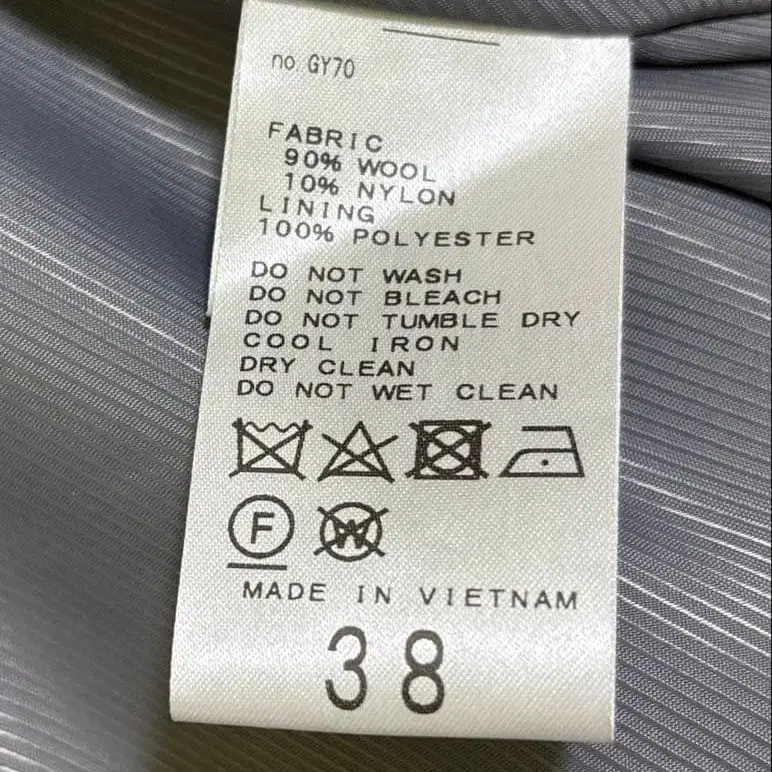 no. GY70
FABRIC
90% WOOL
10% NYLON
LINING
100% POLYESTER
DO NOT WASH
DO NOT BLEACH
DO NOT TUMBLE DRY
COOL IRON
DRY CLEAN
DO NOT WET CLEAN
F W
MADE IN VIETNAM
38